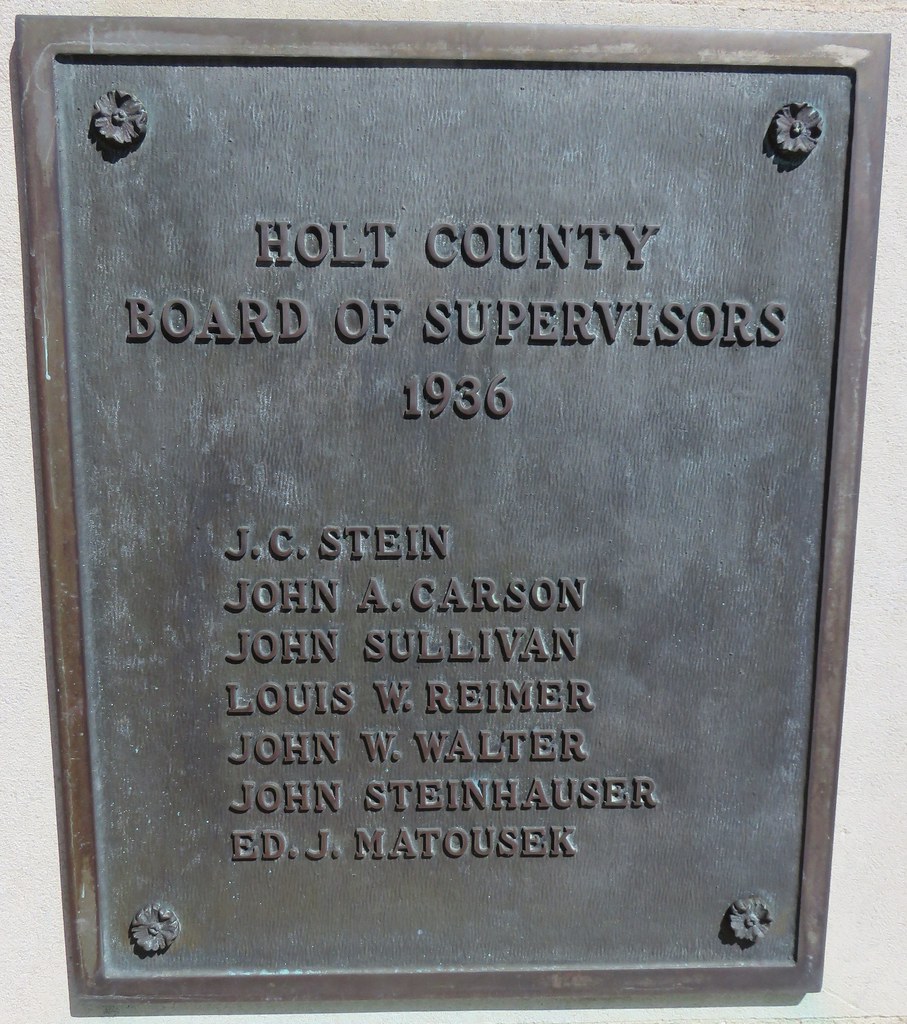 HOLT COUNTY
BOARD OF SUPERVISORS
1936
J.C. STEIN
JOHN A. CARSON
JOHN SULLIVAN
LOUIS W. REIMER
JOHN W. WALTER
JOHN STEINHAUSER
ED. J. MATOUSEK